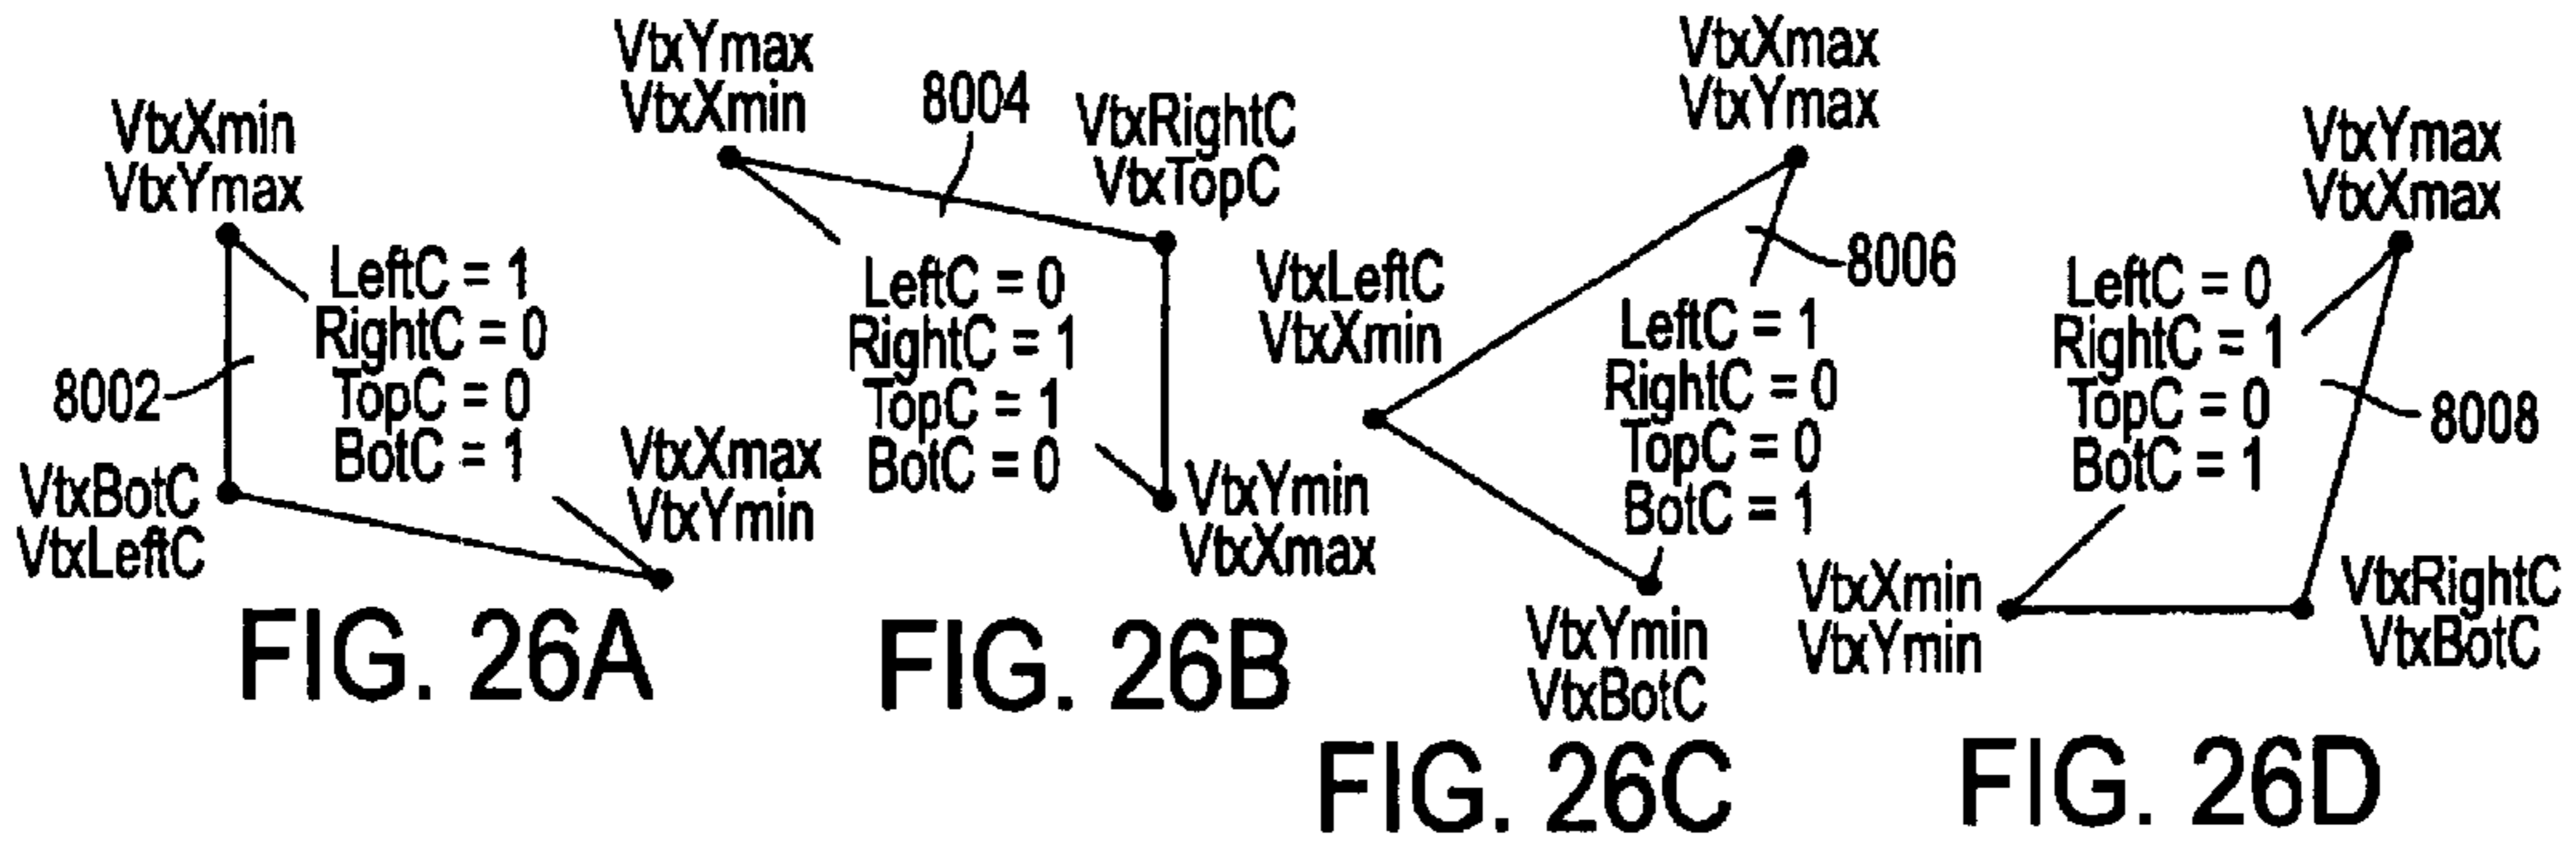 VtxXmin
VtxYmax
LeftC = 1
RightC = 0
TopC = 0
BotC = 1
8002
VtxBotC
VtxLeftC
VtxXmax
VtxYmin
FIG. 26A
VtxYmax
VtxXmin
8004
VtxRightC
VtxTopC
LeftC = 0
RightC = 1
TopC = 1
BotC = 0
VtxYmin
VtxXmax
FIG. 26B
VtxXmax
VtxYmax
8006
VtxLeftC
VtxXmin
LeftC = 1
RightC = 0
TopC = 0
BotC = 1
VtxYmin
VtxBotC
FIG. 26C
VtxYmax
VtxXmax
LeftC = 0
RightC = 1
TopC = 0
BotC = 1
8008
VtxXmin
VtxYmin
VtxRightC
VtxBotC
FIG. 26D